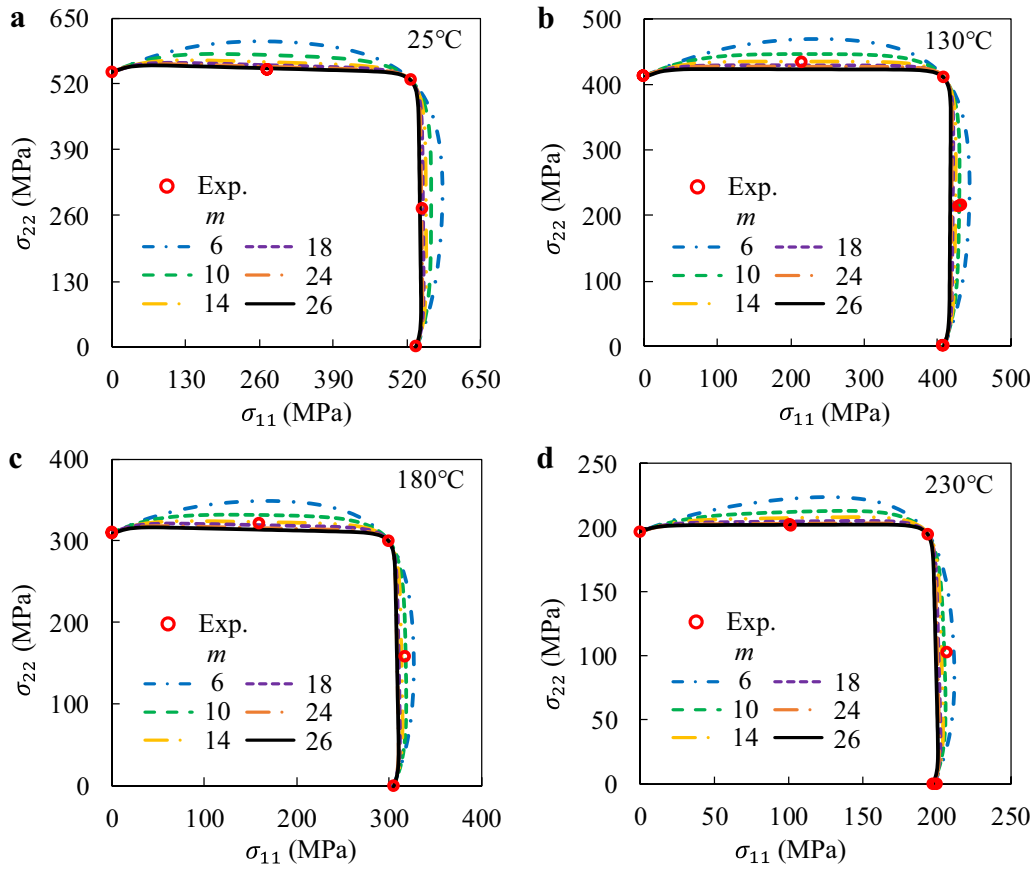 a
25℃
650
520
390
260
130
0
σ22 (MPa)
Exp.
m
6 18
10 24
14 26
0 130 260 390 520 650
σ11 (MPa)
b
130℃
500
400
300
200
100
0
σ22 (MPa)
Exp.
m
6 18
10 24
14 26
0 100 200 300 400 500
σ11 (MPa)
c
180℃
400
300
200
100
0
σ22 (MPa)
Exp.
m
6 18
10 24
14 26
0 100 200 300 400
σ11 (MPa)
d
230℃
250
200
150
100
50
0
σ22 (MPa)
Exp.
m
6 18
10 24
14 26
0 50 100 150 200 250
σ11 (MPa)